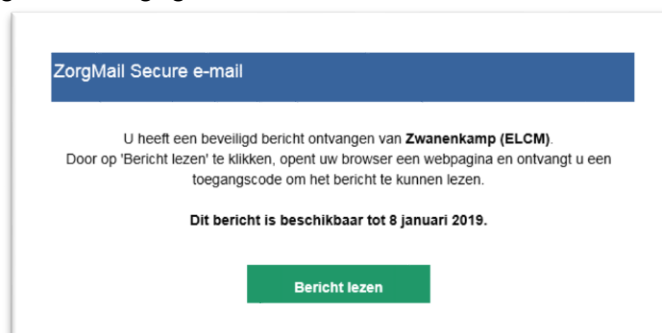 ZorgMail Secure e-mail
U heeft een beveiligd bericht ontvangen van Zwanenkamp (ELCM).
Door op 'Bericht lezen' te klikken, opent uw browser een webpagina en ontvangt u een
toegangscode om het bericht te kunnen lezen.
Dit bericht is beschikbaar tot 8 januari 2019.
Bericht lezen